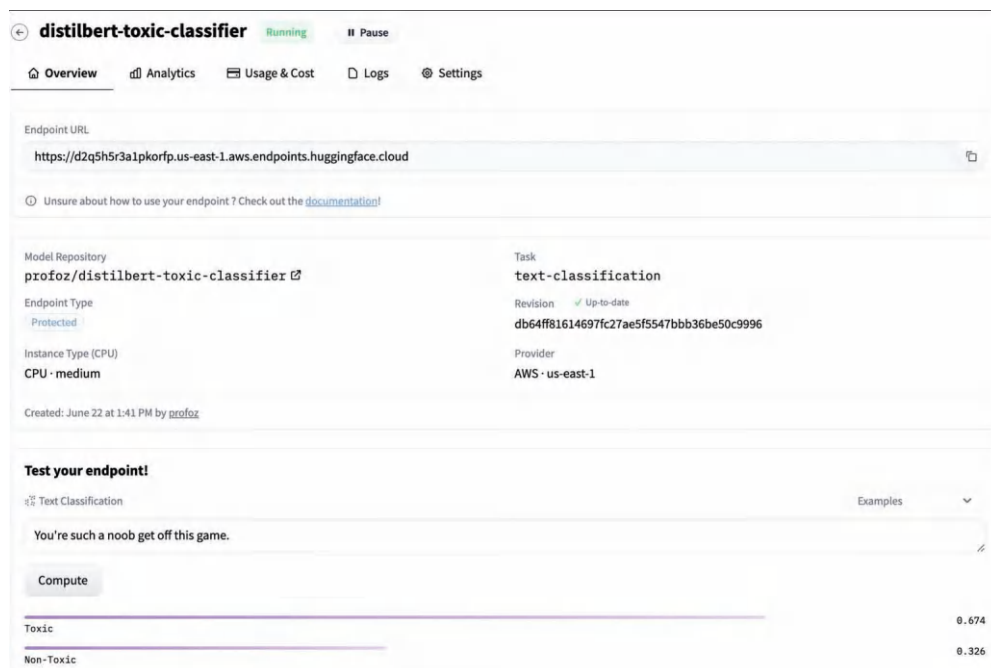 distilbert-toxic-classifier Running Pause
Overview Analytics Usage & Cost Logs Settings
Endpoint URL
https://d2q5h5r3a1pkorfp.us-east-1.aws.endpoints.huggingface.cloud
Unsure about how to use your endpoint ? Check out the documentation!
Model Repository Task
profoz/distilbert-toxic-classifier text-classification
Endpoint Type Revision Up-to-date
Protected db64ff81614697fc27ae5f5547bbb36be50c9996
Instance Type (CPU) Provider
CPU · medium AWS · us-east-1
Created: June 22 at 1:41 PM by profoz
Test your endpoint!
Text Classification Examples
You're such a noob get off this game.
Compute
Toxic 0.674
Non-Toxic 0.326